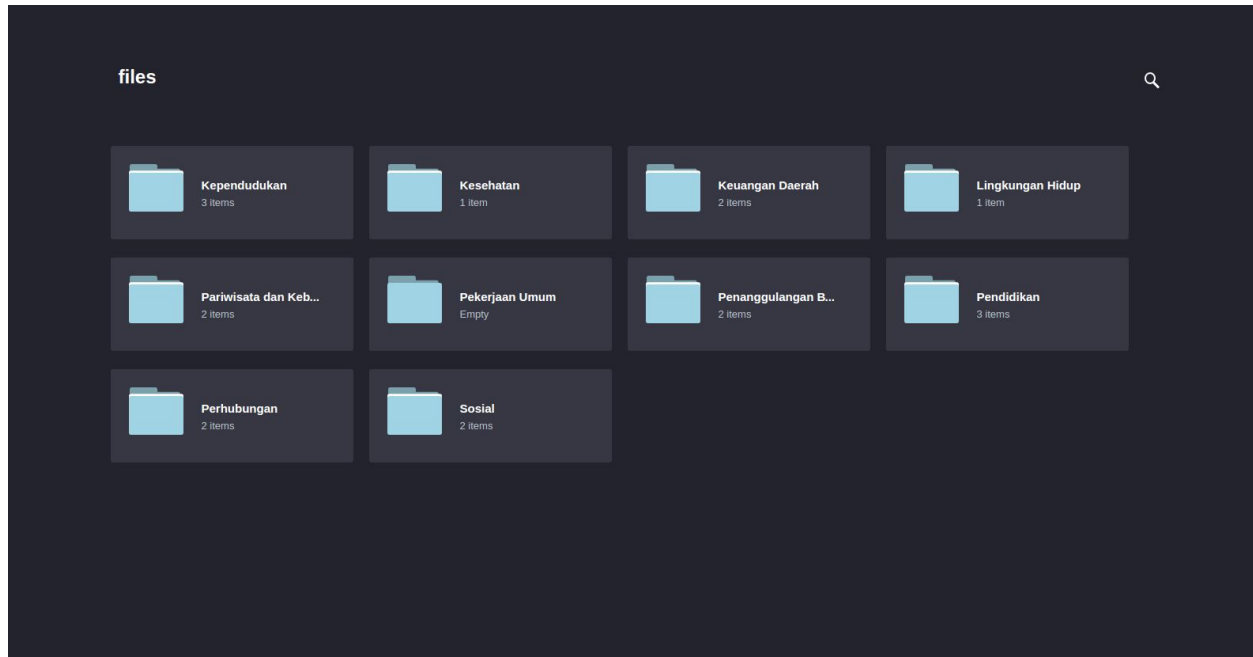 files
Kependudukan
3 items
Kesehatan
1 item
Keuangan Daerah
2 items
Lingkungan Hidup
1 item
Pariwisata dan Keb...
2 items
Pekerjaan Umum
Empty
Penanggulangan B...
2 items
Pendidikan
3 items
Perhubungan
2 items
Sosial
2 items